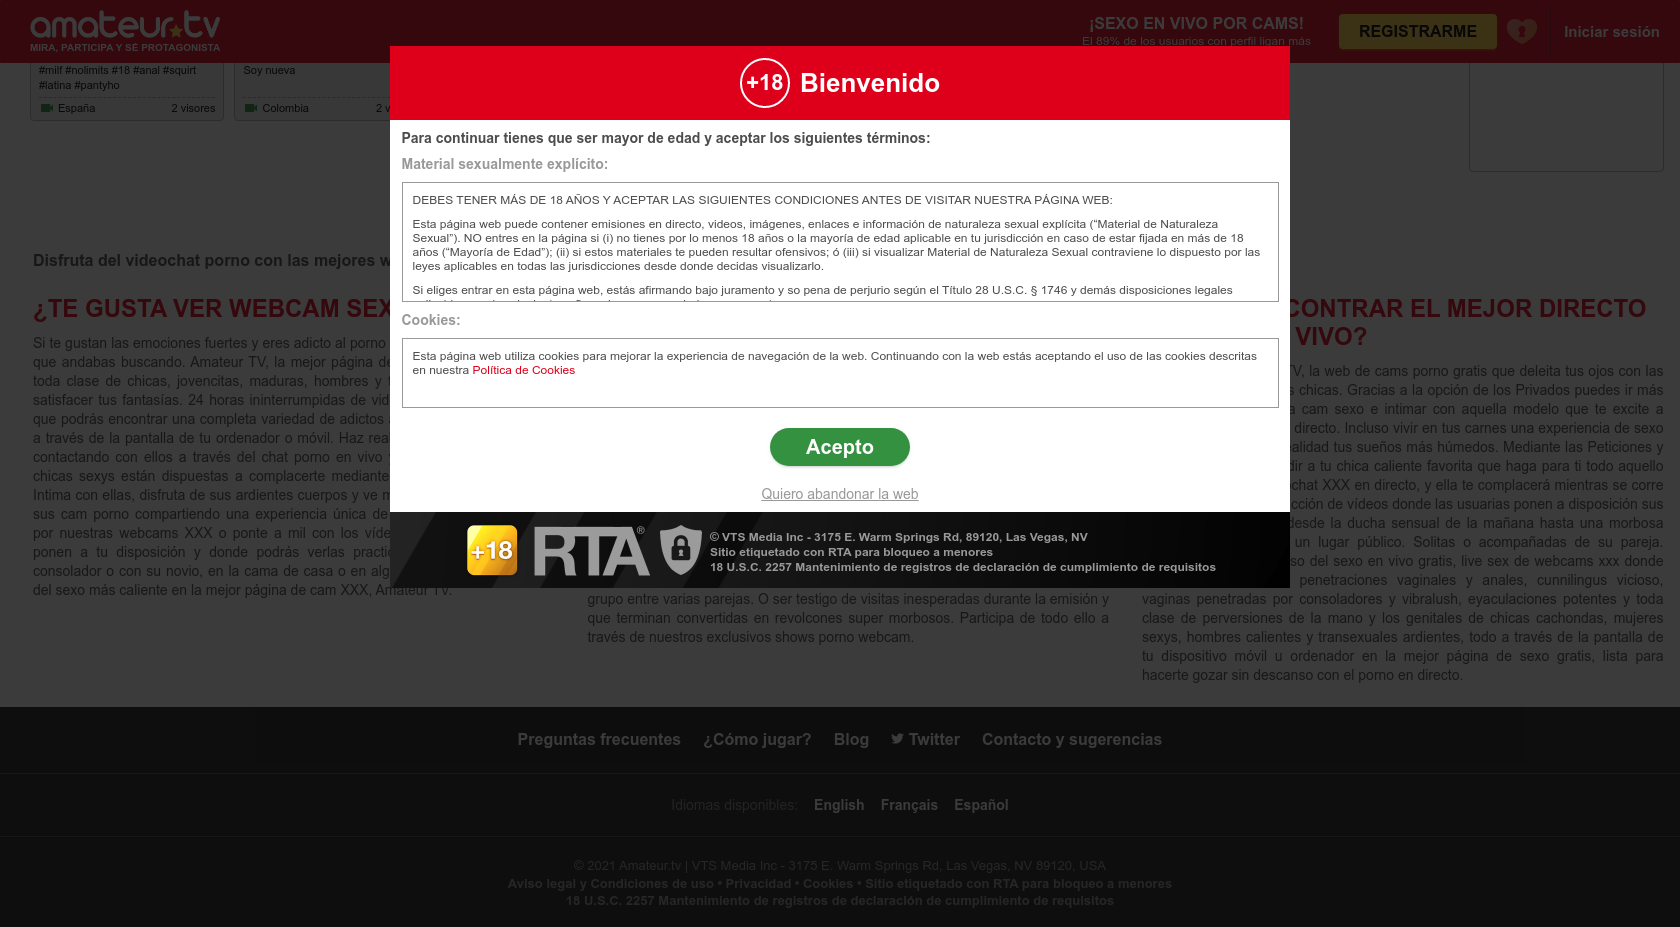 amateur.tv
MIRA, PARTICIPA Y SÉ PROTAGONISTA
¡SEXO EN VIVO POR CAMS!
El 89% de los usuarios con perfil ligan más
REGISTRARME
Iniciar sesión
#milf #nolimits #18 #anal #squirt
#latina #pantyho
España 2 visores
Soy nueva
Colombia 2 v
+18 Bienvenido
Para continuar tienes que ser mayor de edad y aceptar los siguientes términos:
Material sexualmente explícito:
DEBES TENER MÁS DE 18 AÑOS Y ACEPTAR LAS SIGUIENTES CONDICIONES ANTES DE VISITAR NUESTRA PÁGINA WEB:
Esta página web puede contener emisiones en directo, videos, imágenes, enlaces e información de naturaleza sexual explícita (“Material de Naturaleza
Sexual”). NO entres en la página si (i) no tienes por lo menos 18 años o la mayoría de edad aplicable en tu jurisdicción en caso de estar fijada en más de 18
años (“Mayoría de Edad”); (ii) si estos materiales te pueden resultar ofensivos; ó (iii) si visualizar Material de Naturaleza Sexual contraviene lo dispuesto por las
leyes aplicables en todas las jurisdicciones desde donde decidas visualizarlo.
Si eliges entrar en esta página web, estás afirmando bajo juramento y so pena de perjurio según el Título 28 U.S.C. § 1746 y demás disposiciones legales
Cookies:
Esta página web utiliza cookies para mejorar la experiencia de navegación de la web. Continuando con la web estás aceptando el uso de las cookies descritas
en nuestra Política de Cookies
Acepto
Quiero abandonar la web
+18 RTA®
© VTS Media Inc - 3175 E. Warm Springs Rd, 89120, Las Vegas, NV
Sitio etiquetado con RTA para bloqueo a menores
18 U.S.C. 2257 Mantenimiento de registros de declaración de cumplimiento de requisitos
Disfruta del videochat porno con las mejores w
¿TE GUSTA VER WEBCAM SEX
Si te gustan las emociones fuertes y eres adicto al porno
que andabas buscando. Amateur TV, la mejor página de
toda clase de chicas, jovencitas, maduras, hombres y
satisfacer tus fantasías. 24 horas ininterrumpidas de vid
que podrás encontrar una completa variedad de adictos
a través de la pantalla de tu ordenador o móvil. Haz real
contactando con ellos a través del chat porno en vivo
chicas sexys están dispuestas a complacerte mediante
Intima con ellas, disfruta de sus ardientes cuerpos y ve m
sus cam porno compartiendo una experiencia única de
por nuestras webcams XXX o ponte a mil con los víde
ponen a tu disposición y donde podrás verlas practic
consolador o con su novio, en la cama de casa o en alg
del sexo más caliente en la mejor página de cam XXX, Amateur TV.
grupo entre varias parejas. O ser testigo de visitas inesperadas durante la emisión y
que terminan convertidas en revolcones super morbosos. Participa de todo ello a
través de nuestros exclusivos shows porno webcam.
CONTRAR EL MEJOR DIRECTO
VIVO?
TV, la web de cams porno gratis que deleita tus ojos con las
s chicas. Gracias a la opción de los Privados puedes ir más
a cam sexo e intimar con aquella modelo que te excite a
directo. Incluso vivir en tus carnes una experiencia de sexo
alidad tus sueños más húmedos. Mediante las Peticiones y
dir a tu chica caliente favorita que haga para ti todo aquello
ochat XXX en directo, y ella te complacerá mientras se corre
cción de vídeos donde las usuarias ponen a disposición sus
desde la ducha sensual de la mañana hasta una morbosa
un lugar público. Solitas o acompañadas de su pareja.
so del sexo en vivo gratis, live sex de webcams xxx donde
penetraciones vaginales y anales, cunnilingus vicioso,
vaginas penetradas por consoladores y vibralush, eyaculaciones potentes y toda
clase de perversiones de la mano y los genitales de chicas cachondas, mujeres
sexys, hombres calientes y transexuales ardientes, todo a través de la pantalla de
tu dispositivo móvil u ordenador en la mejor página de sexo gratis, lista para
hacerte gozar sin descanso con el porno en directo.
Preguntas frecuentes ¿Cómo jugar? Blog Twitter Contacto y sugerencias
Idiomas disponibles: English Français Español
© 2021 Amateur.tv | VTS Media Inc - 3175 E. Warm Springs Rd, Las Vegas, NV 89120, USA
Aviso legal y Condiciones de uso • Privacidad • Cookies • Sitio etiquetado con RTA para bloqueo a menores
18 U.S.C. 2257 Mantenimiento de registros de declaración de cumplimiento de requisitos